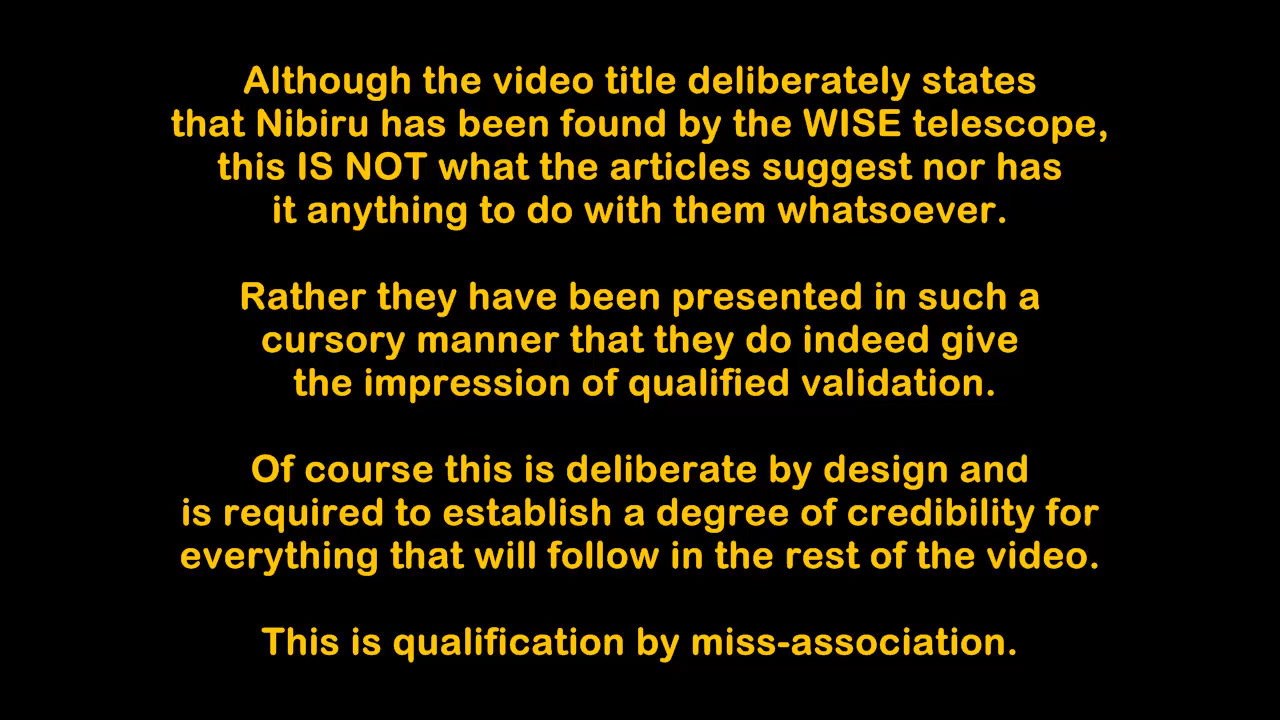 Although the video title deliberately states
that Nibiru has been found by the WISE telescope,
this IS NOT what the articles suggest nor has
it anything to do with them whatsoever.
Rather they have been presented in such a
cursory manner that they do indeed give
the impression of qualified validation.
Of course this is deliberate by design and
is required to establish a degree of credibility for
everything that will follow in the rest of the video.
This is qualification by miss-association.